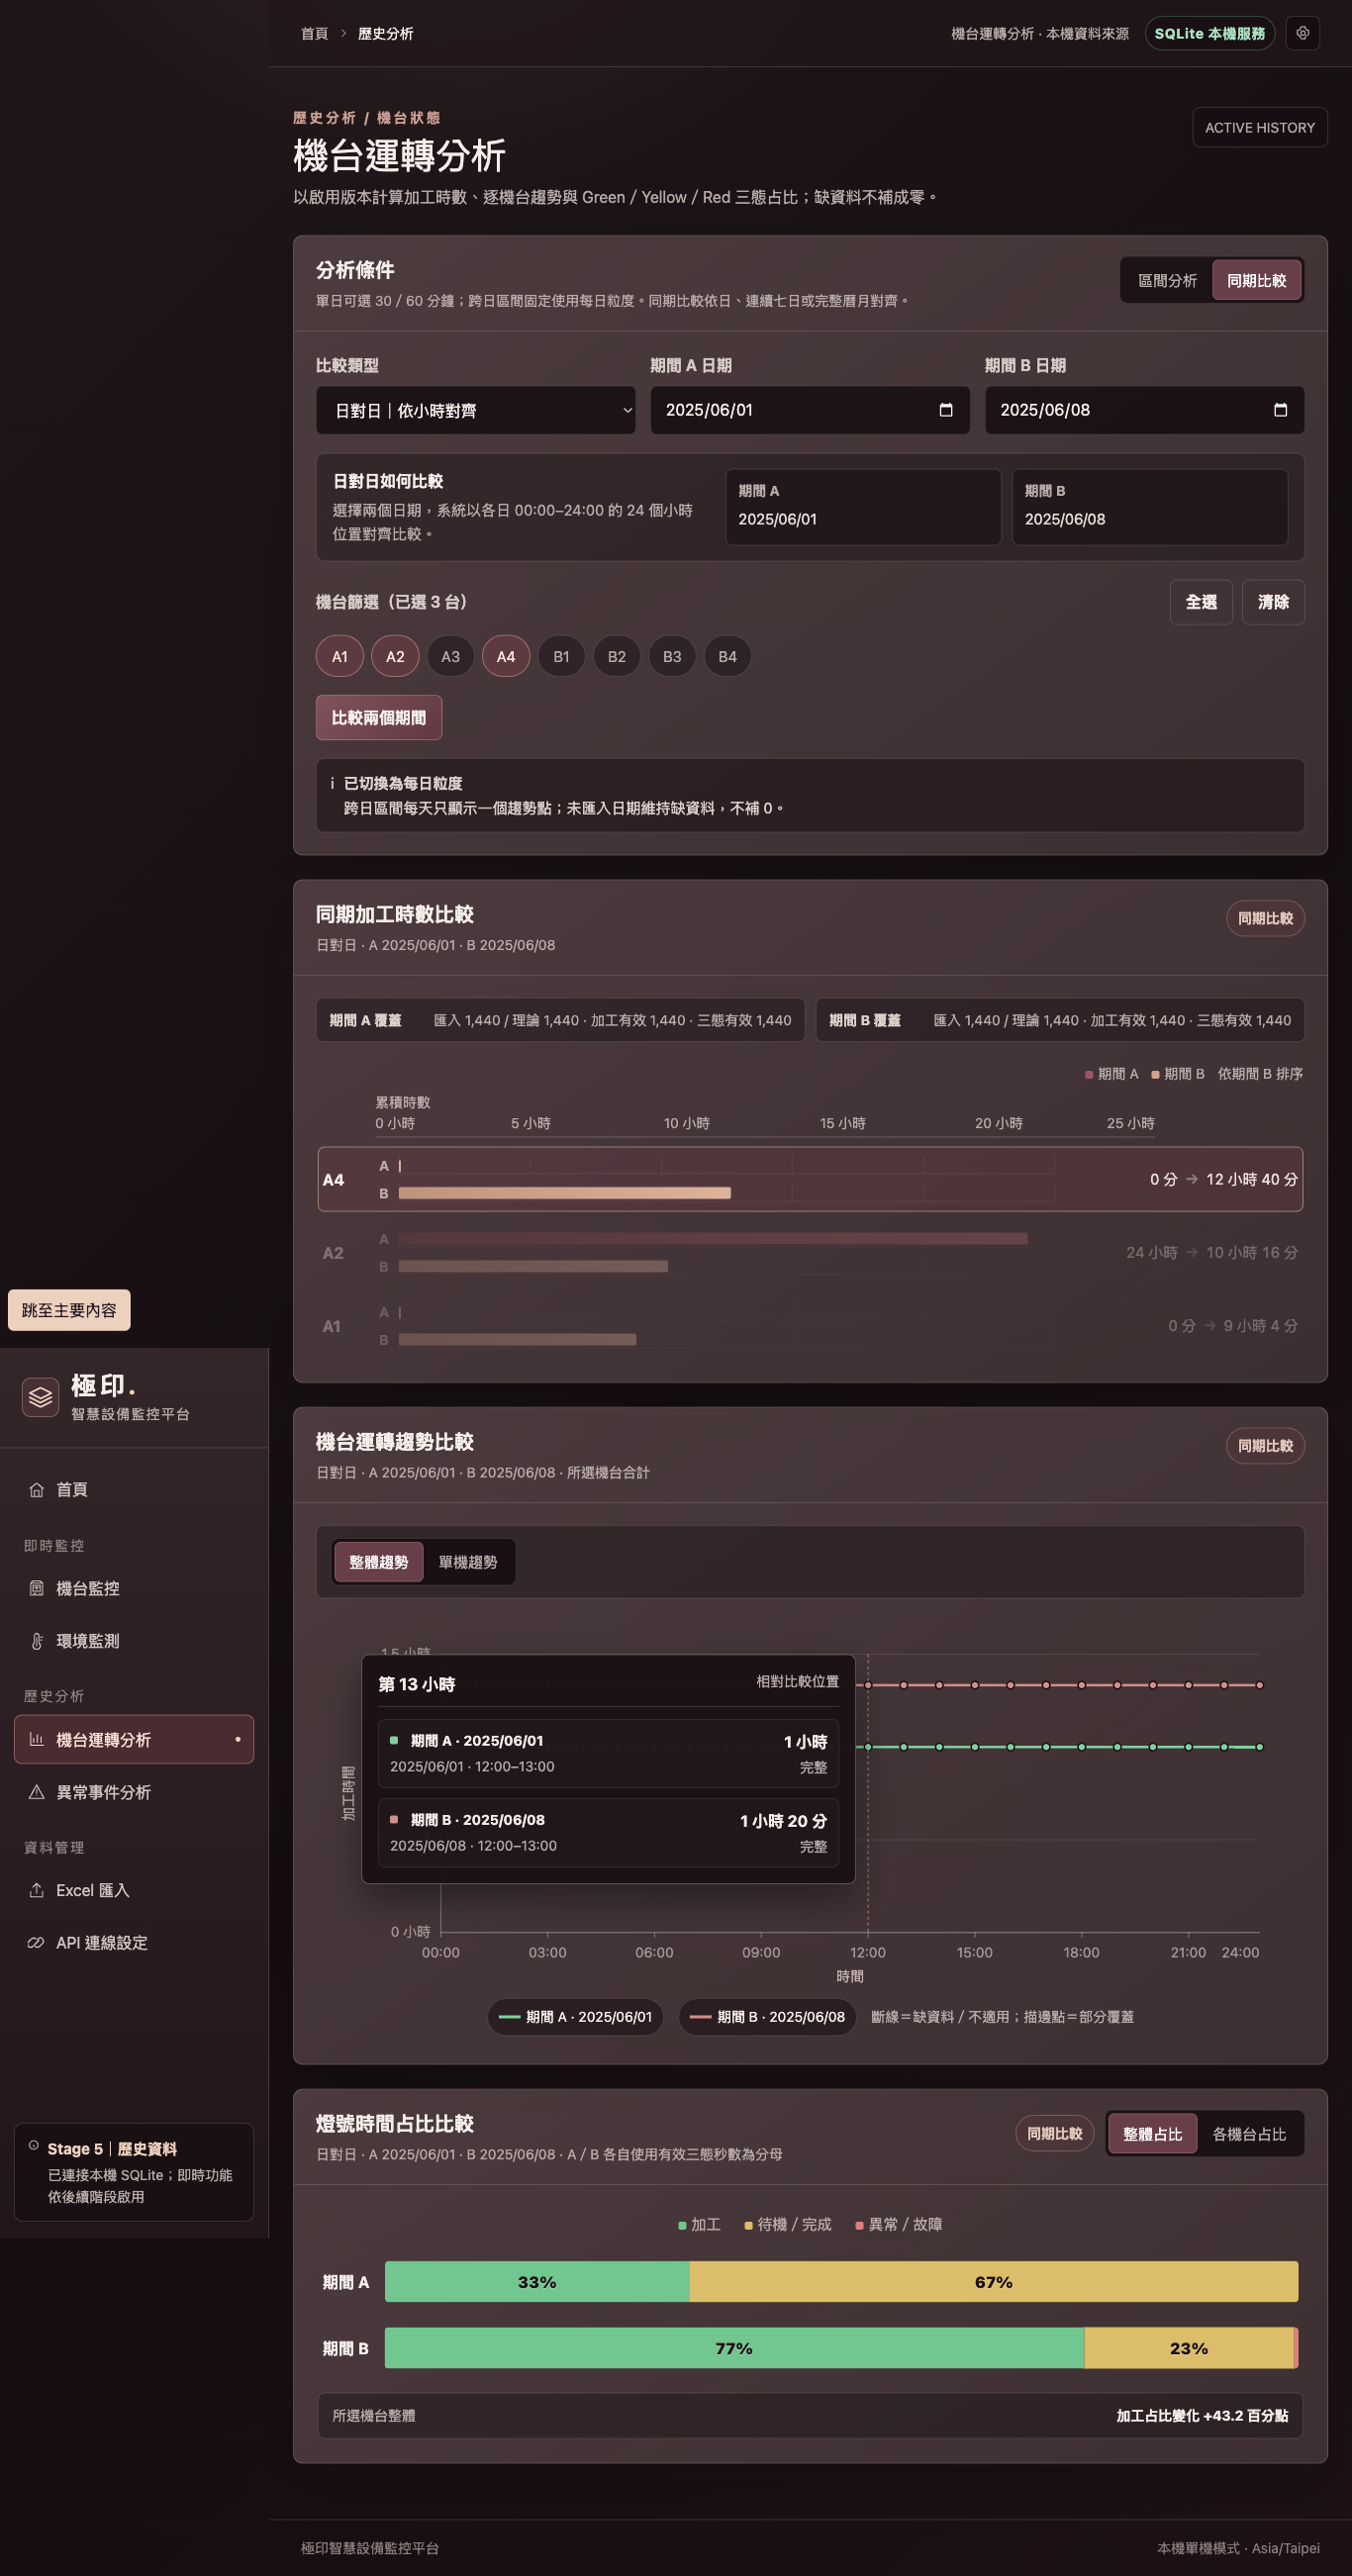 首頁 › 歷史分析
機台運轉分析 · 本機資料來源
SQLite 本機服務
歷史分析 / 機台狀態
機台運轉分析
以啟用版本計算加工時數、逐機台趨勢與 Green / Yellow / Red 三態占比；缺資料不補成零。
ACTIVE HISTORY
分析條件
單日可選 30 / 60 分鐘；跨日區間固定使用每日粒度。同期比較依日、連續七日或完整曆月對齊。
區間分析
同期比較
比較類型
期間 A 日期
期間 B 日期
日對日｜依小時對齊
2025/06/01
2025/06/08
日對日如何比較
選擇兩個日期，系統以各日 00:00–24:00 的 24 個小時
位置對齊比較。
期間 A
2025/06/01
期間 B
2025/06/08
機台篩選（已選 3 台）
全選
清除
A1
A2
A3
A4
B1
B2
B3
B4
比較兩個期間
i 已切換為每日粒度
跨日區間每天只顯示一個趨勢點；未匯入日期維持缺資料，不補 0。
同期加工時數比較
日對日 · A 2025/06/01 · B 2025/06/08
同期比較
期間 A 覆蓋 匯入 1,440 / 理論 1,440 · 加工有效 1,440 · 三態有效 1,440
期間 B 覆蓋 匯入 1,440 / 理論 1,440 · 加工有效 1,440 · 三態有效 1,440
期間 A 期間 B 依期間 B 排序
累積時數
0 小時 5 小時 10 小時 15 小時 20 小時 25 小時
A4
A
B
0 分 → 12 小時 40 分
A2
A
B
24 小時 → 10 小時 16 分
A1
A
B
0 分 → 9 小時 4 分
跳至主要內容
極印.
智慧設備監控平台
首頁
即時監控
機台監控
環境監測
歷史分析
機台運轉分析
異常事件分析
資料管理
Excel 匯入
API 連線設定
Stage 5｜歷史資料
已連接本機 SQLite；即時功能
依後續階段啟用
機台運轉趨勢比較
日對日 · A 2025/06/01 · B 2025/06/08 · 所選機台合計
同期比較
整體趨勢
單機趨勢
1.5 小時
加工時間
第 13 小時
相對比較位置
期間 A · 2025/06/01
1 小時
2025/06/01 · 12:00–13:00
完整
期間 B · 2025/06/08
1 小時 20 分
2025/06/08 · 12:00–13:00
完整
0 小時
00:00 03:00 06:00 09:00 12:00 15:00 18:00 21:00 24:00
時間
期間 A · 2025/06/01
期間 B · 2025/06/08
斷線＝缺資料 / 不適用；描邊點＝部分覆蓋
燈號時間占比比較
日對日 · A 2025/06/01 · B 2025/06/08 · A / B 各自使用有效三態秒數為分母
同期比較
整體占比
各機台占比
加工 待機 / 完成 異常 / 故障
期間 A
33%
67%
期間 B
77%
23%
所選機台整體
加工占比變化 +43.2 百分點
極印智慧設備監控平台
本機單機模式 · Asia/Taipei